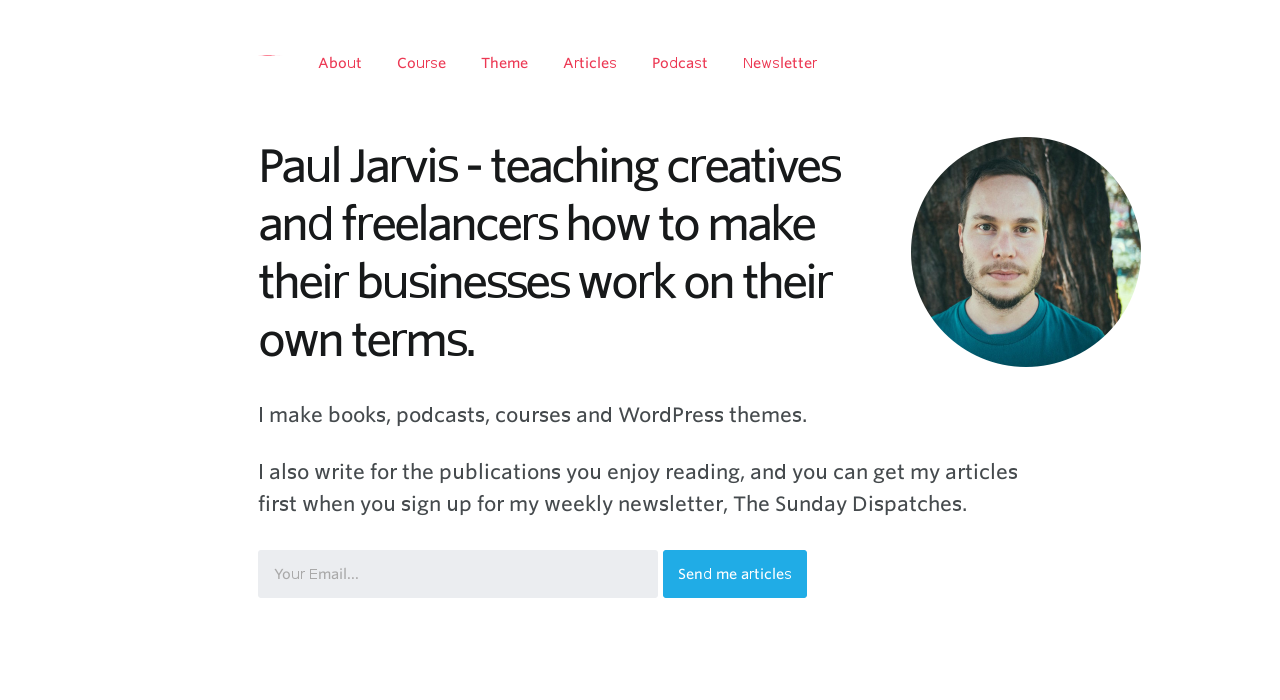 About Course Theme Articles Podcast Newsletter
Paul Jarvis - teaching creatives
and freelancers how to make
their businesses work on their
own terms.
I make books, podcasts, courses and WordPress themes.
I also write for the publications you enjoy reading, and you can get my articles
first when you sign up for my weekly newsletter, The Sunday Dispatches.
Your Email... Send me articles